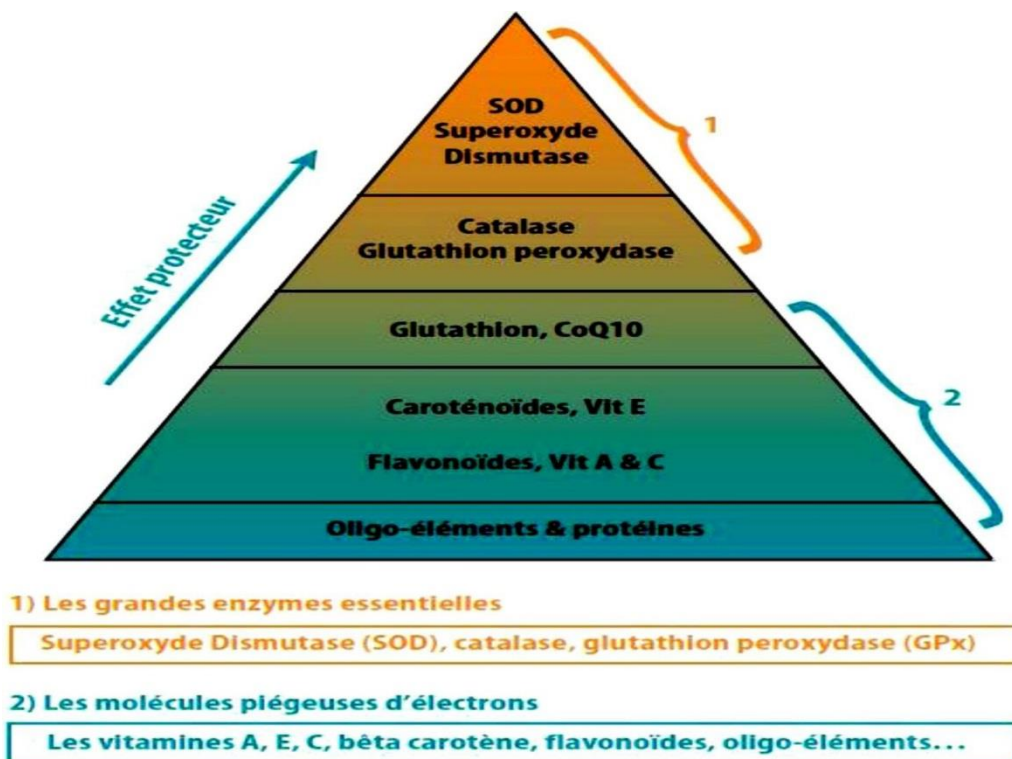 SOD
Superoxyde
Dismutase
1
Effet protecteur
Catalase
Glutathion peroxydase
Glutathion, CoQ10
Caroténoïdes, Vit E
2
Flavonoïdes, Vit A & C
Oligo-éléments & protéines
1) Les grandes enzymes essentielles
Superoxyde Dismutase (SOD), catalase, glutathion peroxydase (GPx)
2) Les molécules piégeuses d'électrons
Les vitamines A, E, C, bêta carotène, flavonoïdes, oligo-éléments...